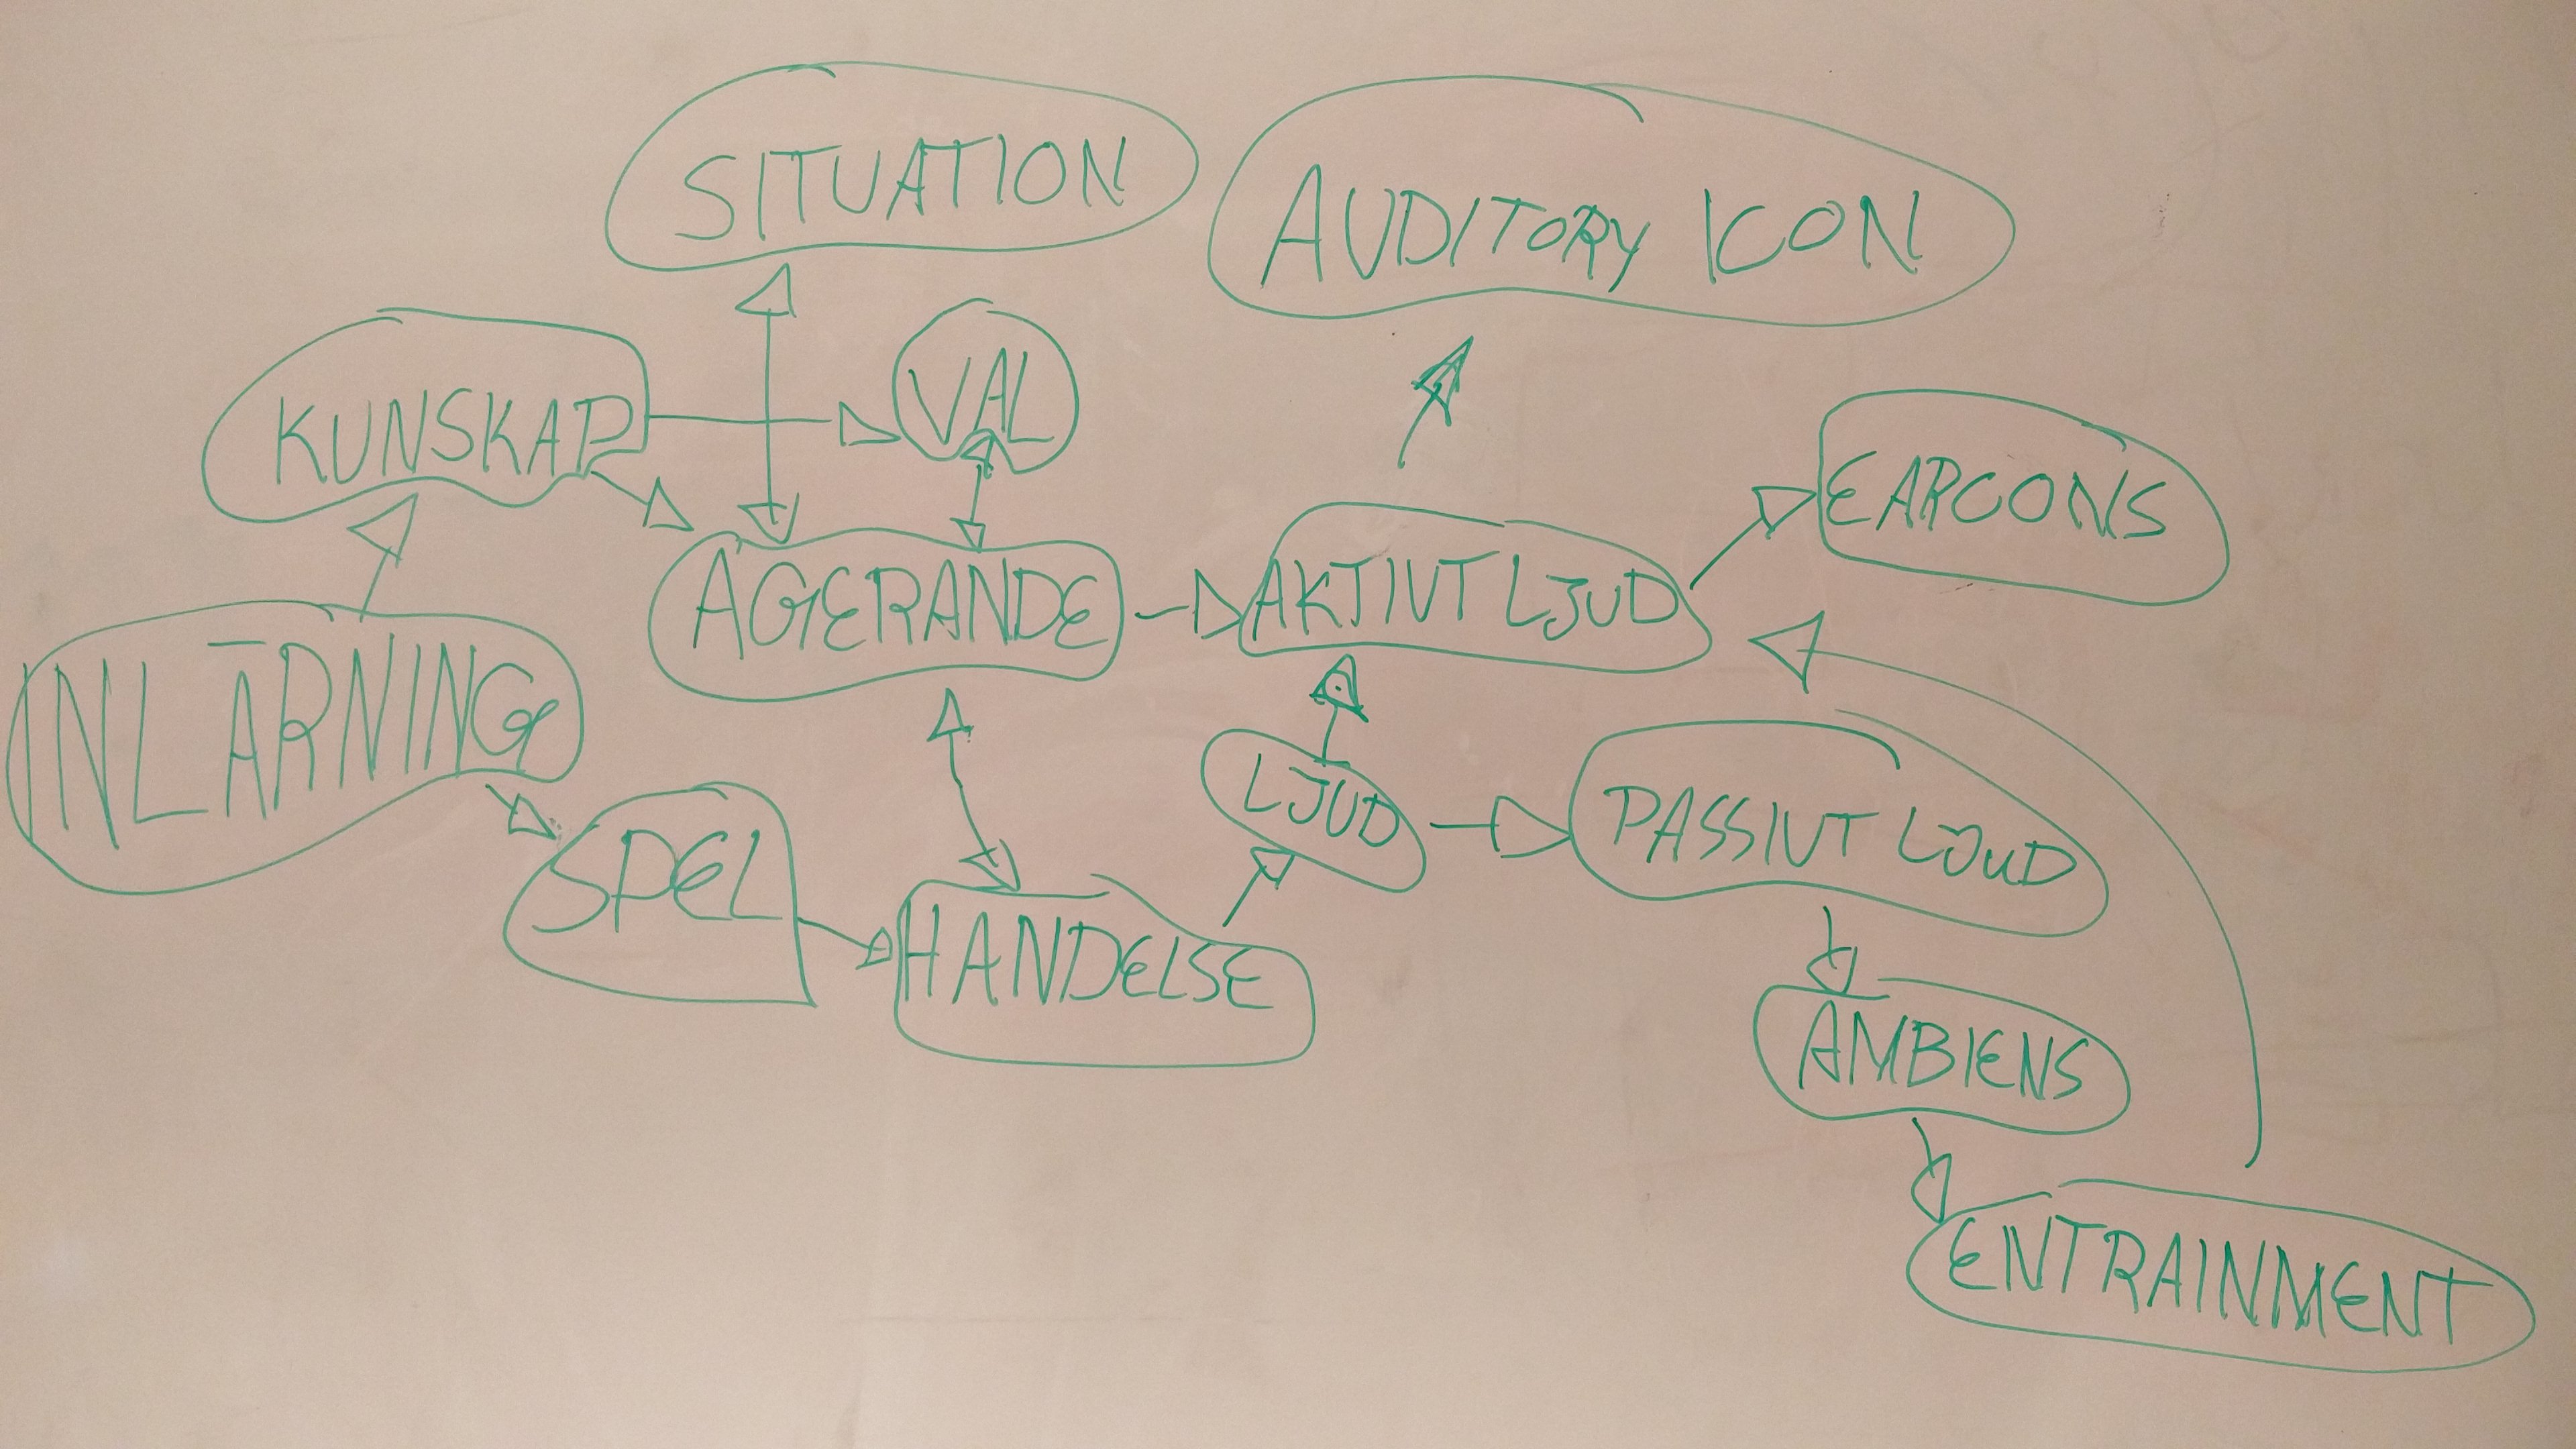 SITUATION
AUDITORY ICON
KUNSKAP
VAL
EARCONS
AGERANDE
AKTIVT LJUD
INLÄRNING
SPEL
LJUD
PASSIVT LJUD
HANDELSE
AMBIENS
ENTRAINMENT